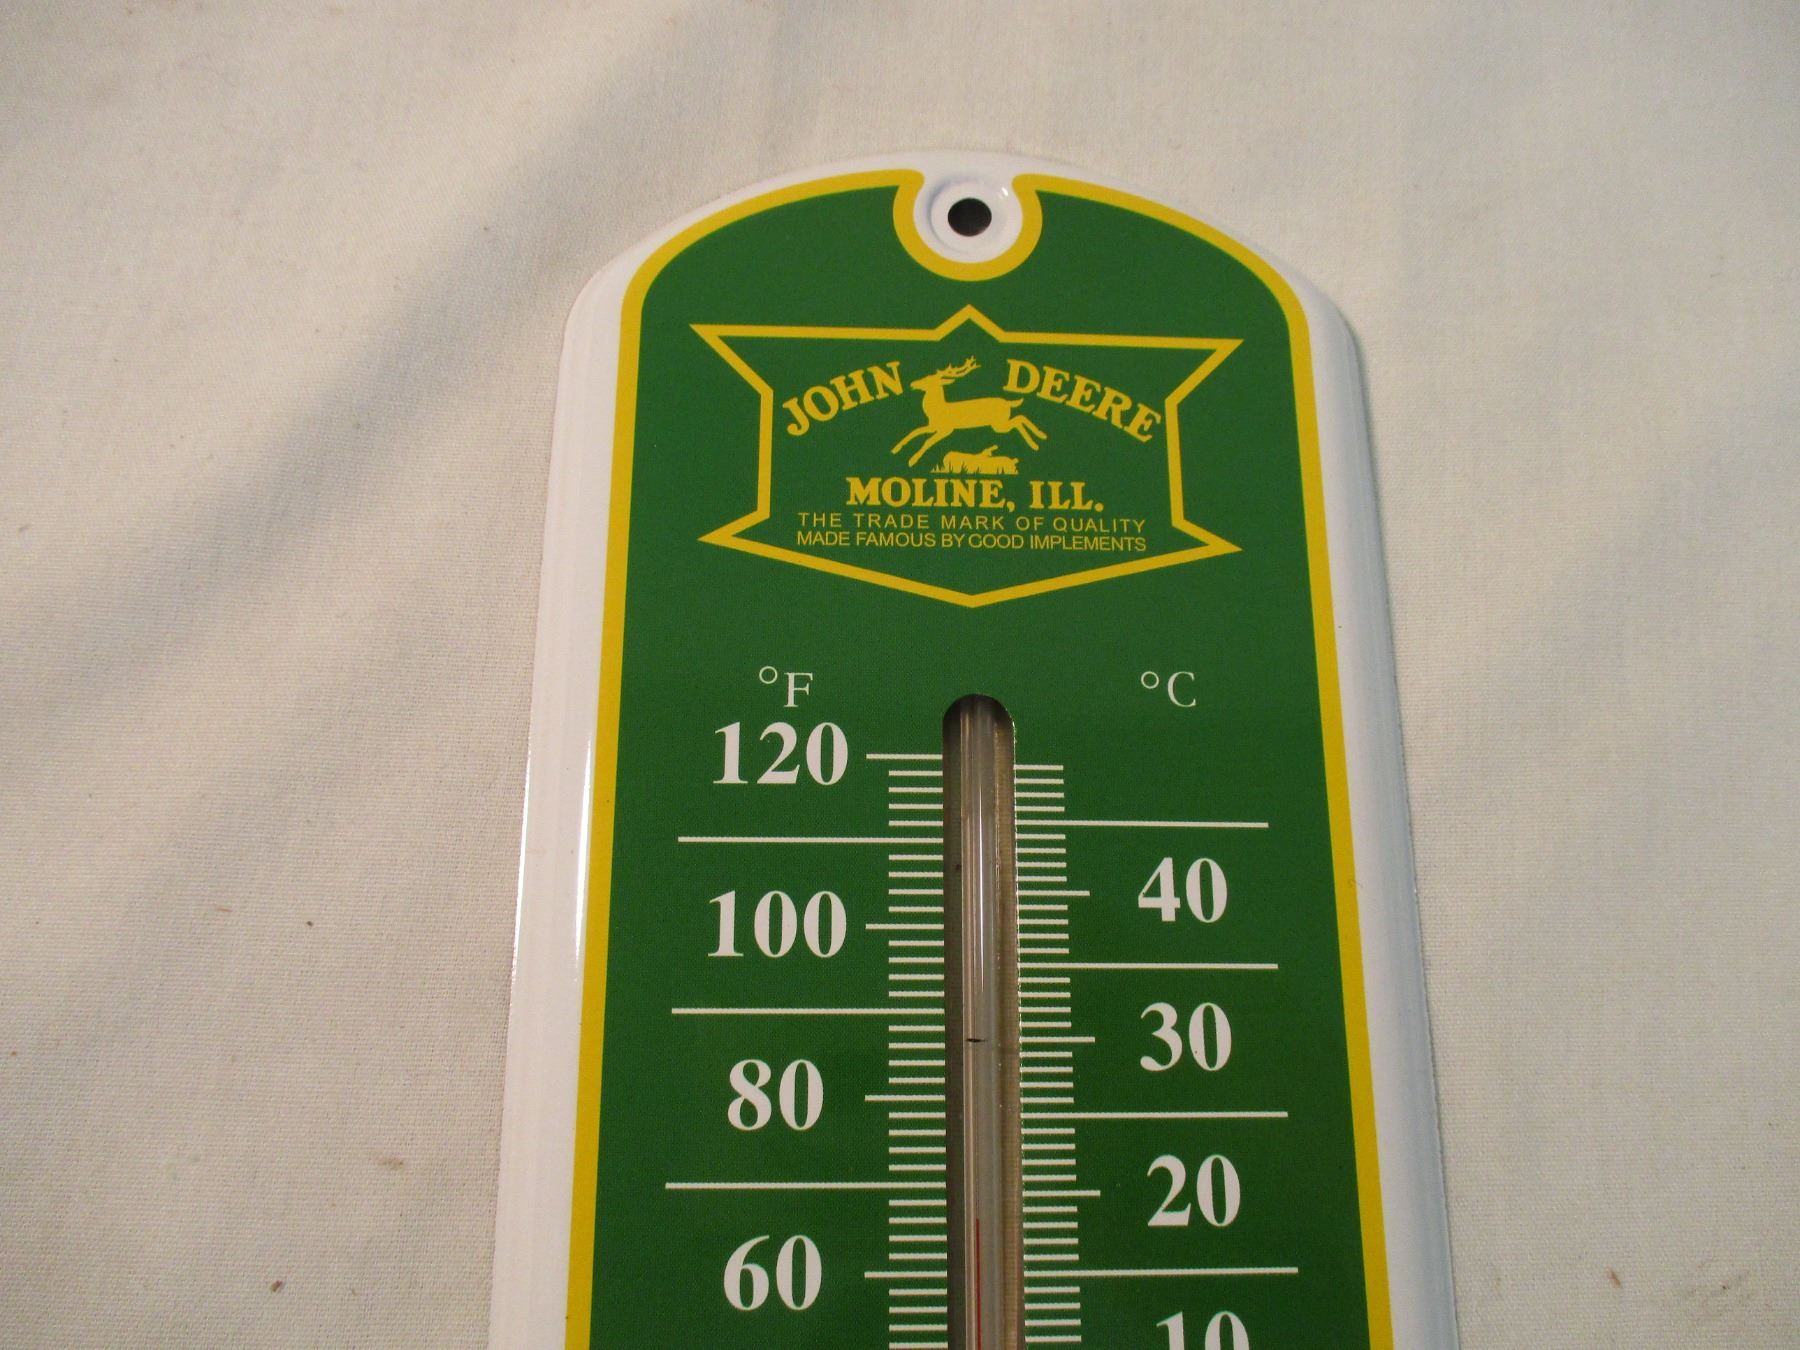 JOHN DEERE
MOLINE, ILL.
THE TRADE MARK OF QUALITY
MADE FAMOUS BY GOOD IMPLEMENTS
°F °C
120
40
100
30
80
20
60
10